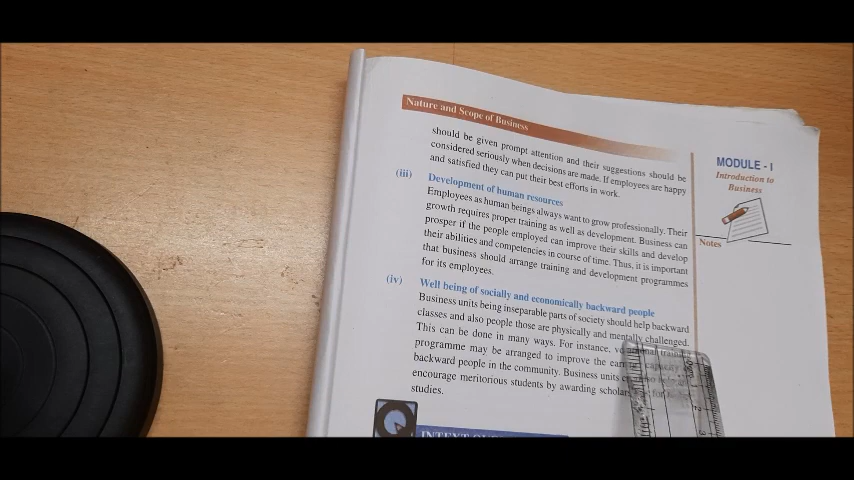 Nature and Scope of Business
should be given prompt attention and their suggestions should be
considered seriously when decisions are made. If employees are happy
and satisfied they can put their best efforts in work.
(iii) Development of human resources
Employees as human beings always want to grow professionally. Their
growth requires proper training as well as development. Business can
prosper if the people employed can improve their skills and develop
their abilities and competencies in course of time. Thus, it is important
that business should arrange training and development programmes
for its employees.
(iv) Well being of socially and economically backward people
Business units being inseparable parts of society should help backward
classes and also people those are physically and mentally challenged.
This can be done in many ways. For instance, training
programme may be arranged to improve the capacity
backward people in the community. Business units
encourage meritorious students by awarding for
studies.
MODULE - I
Introduction to
Business
Notes